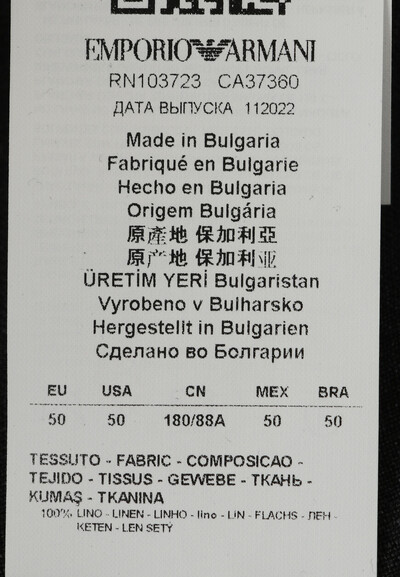 EMPORIO ARMANI
RN103723 CA37360
ДАТА ВЫПУСКА 112022
Made in Bulgaria
Fabriqué en Bulgarie
Hecho en Bulgaria
Origem Bulgária
原產地 保加利亞
原产地 保加利亚
ÜRETİM YERİ Bulgaristan
Vyrobeno v Bulharsko
Hergestellt in Bulgarien
Сделано во Болгарии
EU USA CN MEX BRA
50 50 180/88A 50 50
TESSUTO - FABRIC - COMPOSICAO -
TEJIDO - TISSUS - GEWEBE - ТКАНЬ -
KUMAŞ - TKANINA
100% LINO - LINEN - LINHO - lino - LIN - FLACHS - ЛЕН -
KETEN - LEN SETÝ